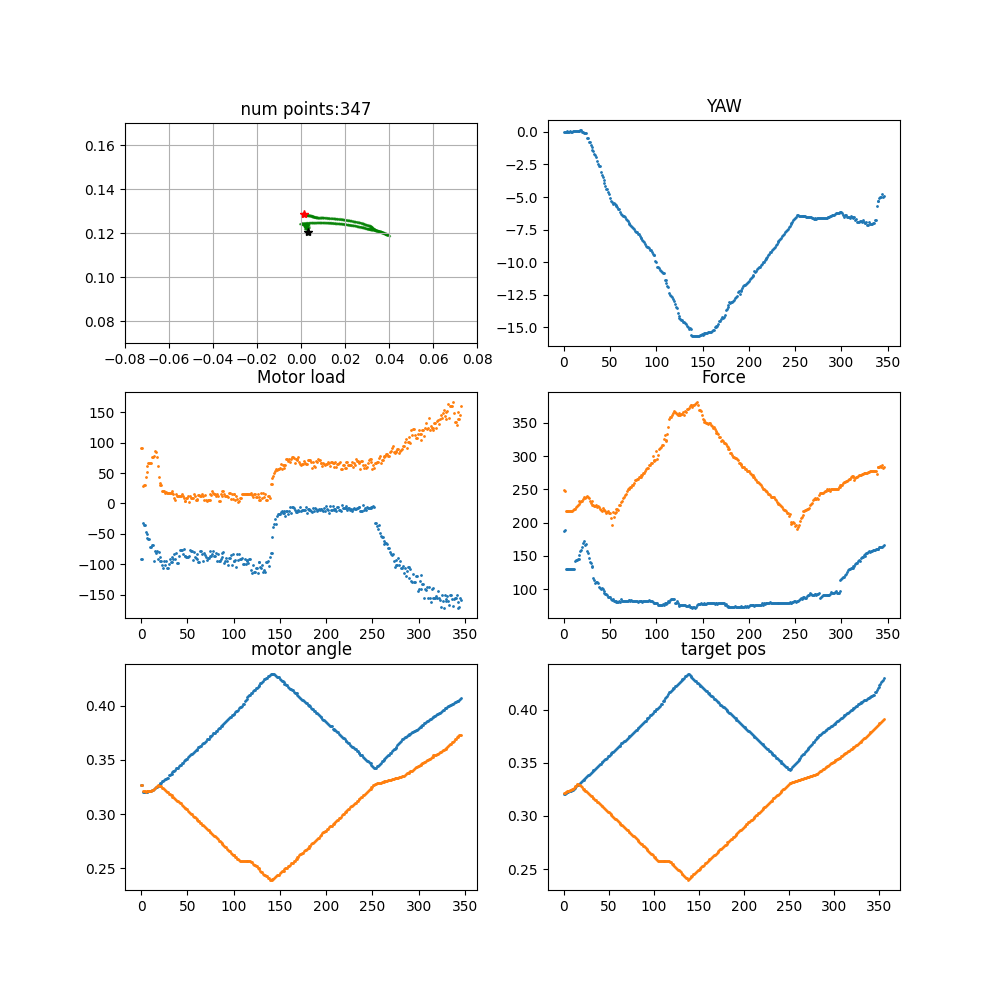 num points:347
YAW
0.16
0.14
0.12
0.10
0.08
−0.08 −0.06 −0.04 −0.02 0.00 0.02 0.04 0.06 0.08
0.0
−2.5
−5.0
−7.5
−10.0
−12.5
−15.0
0 50 100 150 200 250 300 350
Motor load
Force
150
100
50
0
−50
−100
−150
0 50 100 150 200 250 300 350
350
300
250
200
150
100
0 50 100 150 200 250 300 350
motor angle
target pos
0.40
0.35
0.30
0.25
0 50 100 150 200 250 300 350
0.40
0.35
0.30
0.25
0 50 100 150 200 250 300 350